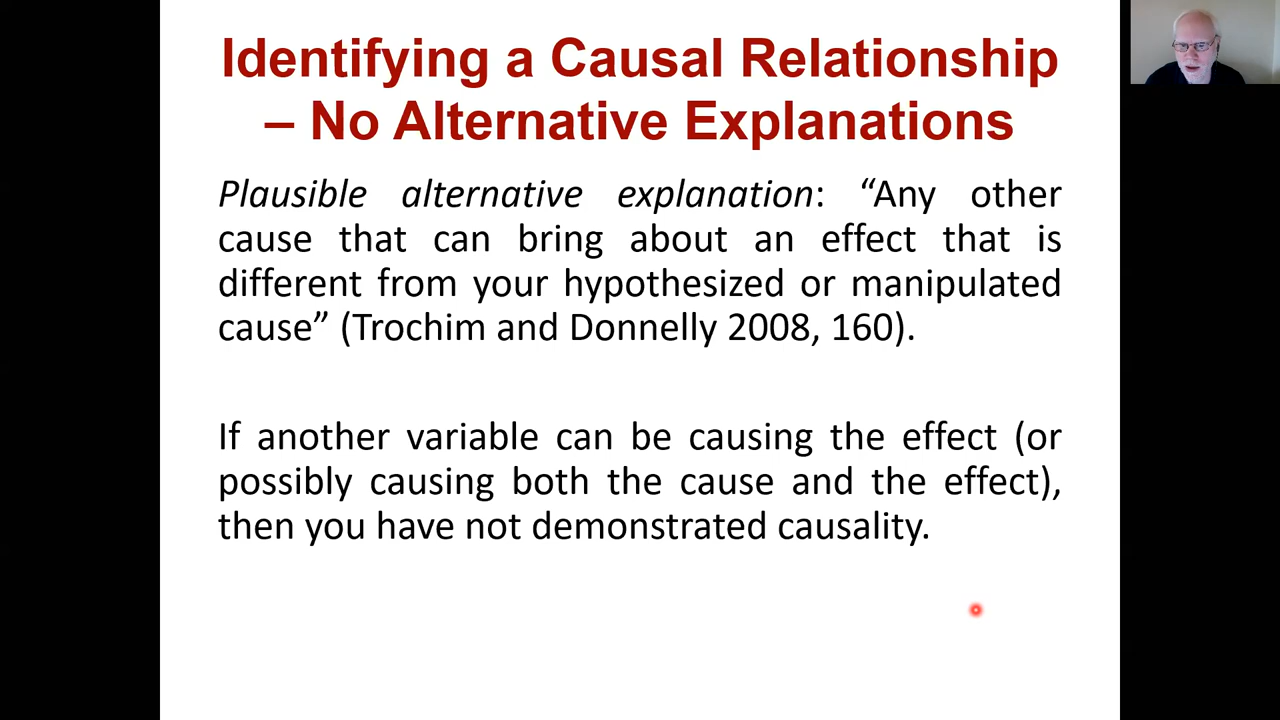 Identifying a Causal Relationship
– No Alternative Explanations
Plausible alternative explanation: “Any other
cause that can bring about an effect that is
different from your hypothesized or manipulated
cause” (Trochim and Donnelly 2008, 160).
If another variable can be causing the effect (or
possibly causing both the cause and the effect),
then you have not demonstrated causality.